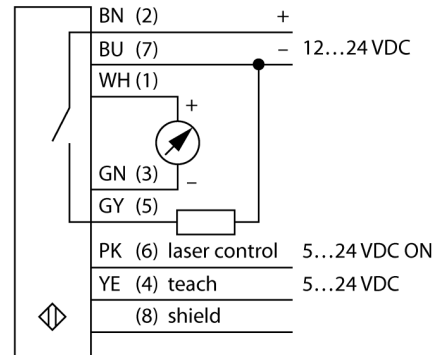 BN (2) +
BU (7) – 12...24 VDC
WH (1)
+
GN (3) –
GY (5)
PK (6) laser control 5...24 VDC ON
YE (4) teach 5...24 VDC
(8) shield